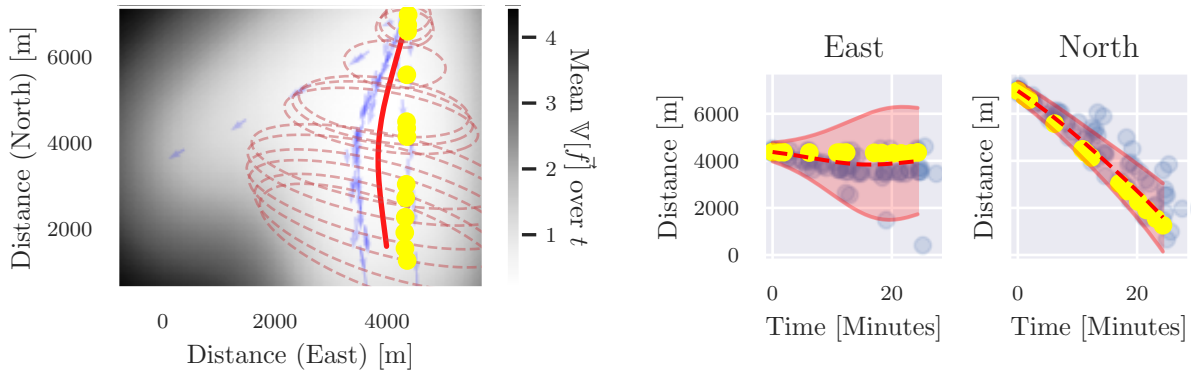 Distance (North) [m]
6000
4000
2000
0
2000
4000
Distance (East) [m]
4
3
2
1
Mean 𝕍[f⃗] over t
East
Distance [m]
6000
4000
2000
0
0
20
Time [Minutes]
North
Distance [m]
0
20
Time [Minutes]